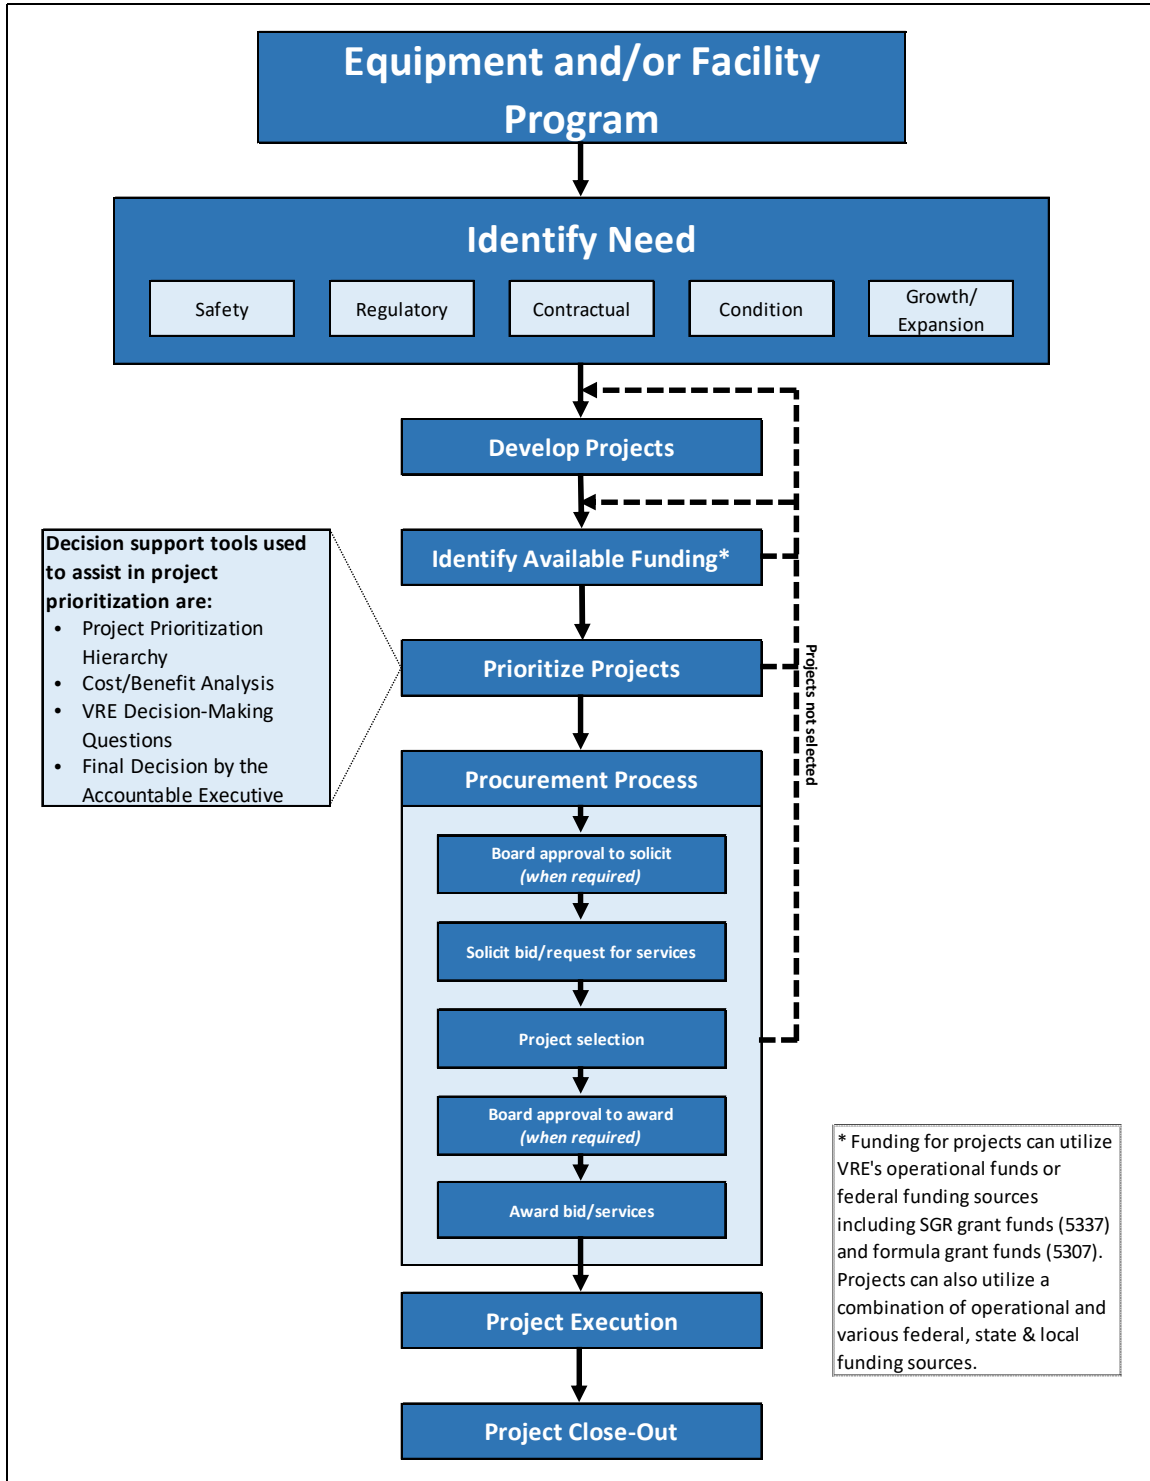 Equipment and/or Facility
Program
Identify Need
Safety
Regulatory
Contractual
Condition
Growth/
Expansion
Develop Projects
Identify Available Funding*
Decision support tools used
to assist in project
prioritization are:
• Project Prioritization
Hierarchy
• Cost/Benefit Analysis
• VRE Decision-Making
Questions
• Final Decision by the
Accountable Executive
Prioritize Projects
Projects not selected
Procurement Process
Board approval to solicit
(when required)
Solicit bid/request for services
Project selection
Board approval to award
(when required)
Award bid/services
* Funding for projects can utilize
VRE's operational funds or
federal funding sources
including SGR grant funds (5337)
and formula grant funds (5307).
Projects can also utilize a
combination of operational and
various federal, state & local
funding sources.
Project Execution
Project Close-Out